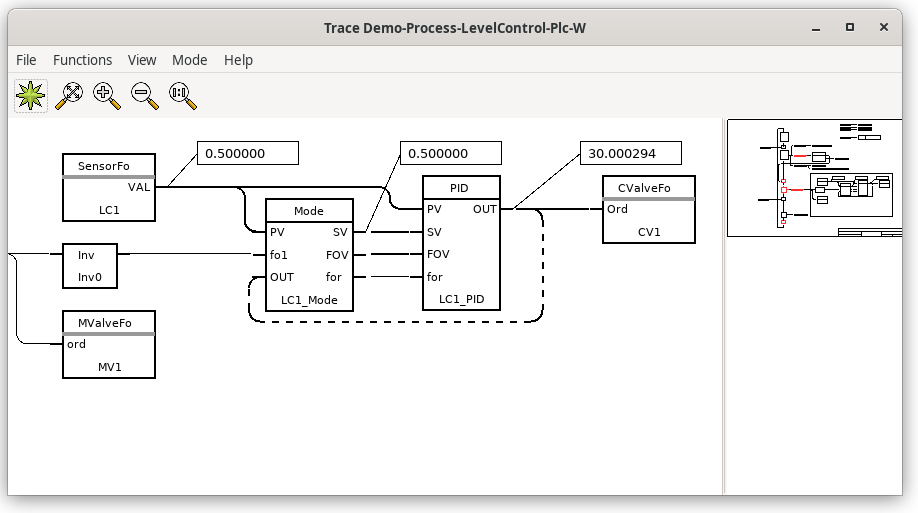 Trace Demo-Process-LevelControl-Plc-W
File Functions View Mode Help
0.500000
0.500000
30.000294
SensorFo
VAL
LC1
Mode
PV SV
fo1 FOV
OUT for
LC1_Mode
PID
PV OUT
SV
FOV
for
LC1_PID
CValveFo
Ord
CV1
Inv
Inv0
MValveFo
ord
MV1